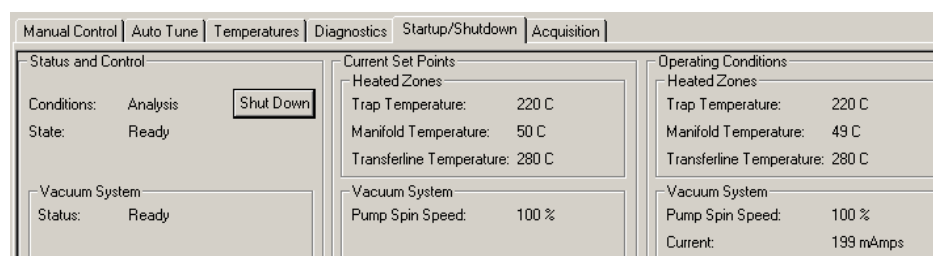 Manual Control Auto Tune Temperatures Diagnostics Startup/Shutdown Acquisition
Status and Control
Conditions: Analysis Shut Down
State: Ready
Vacuum System
Status: Ready
Current Set Points
Heated Zones
Trap Temperature: 220 C
Manifold Temperature: 50 C
Transferline Temperature: 280 C
Vacuum System
Pump Spin Speed: 100 %
Operating Conditions
Heated Zones
Trap Temperature: 220 C
Manifold Temperature: 49 C
Transferline Temperature: 280 C
Vacuum System
Pump Spin Speed: 100 %
Current: 199 mAmps